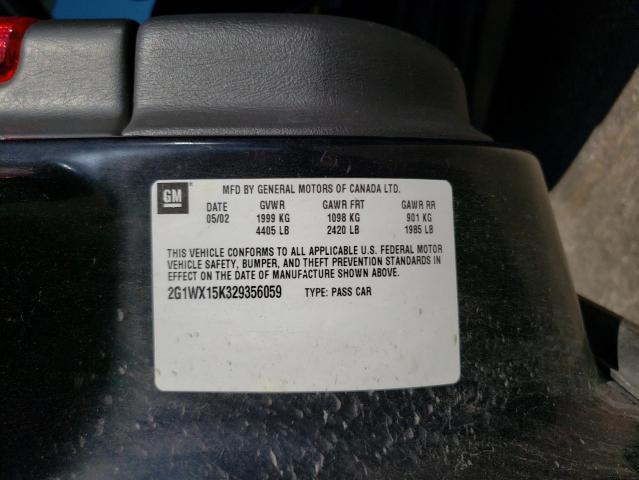 GM
MFD BY GENERAL MOTORS OF CANADA LTD.
DATE GVWR GAWR FRT GAWR RR
05/02 1999 KG 1098 KG 901 KG
4405 LB 2420 LB 1985 LB
THIS VEHICLE CONFORMS TO ALL APPLICABLE U.S. FEDERAL MOTOR
VEHICLE SAFETY, BUMPER, AND THEFT PREVENTION STANDARDS IN
EFFECT ON THE DATE OF MANUFACTURE SHOWN ABOVE.
2G1WX15K329356059 TYPE: PASS CAR